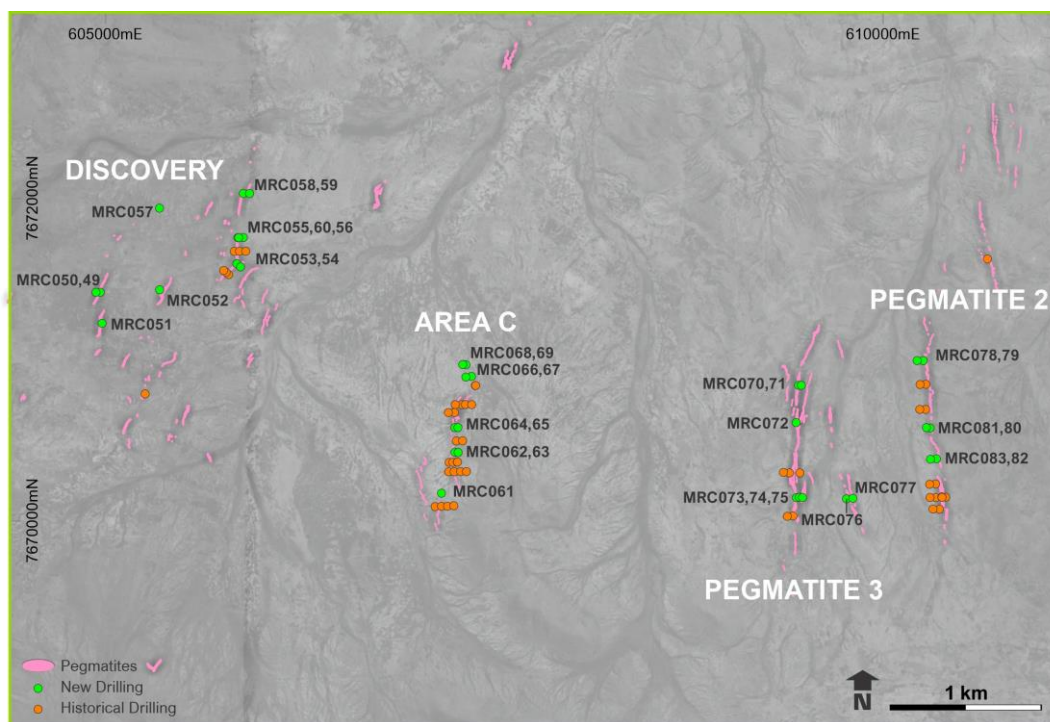 605000mE
610000mE
7672000mN
7670000mN
DISCOVERY
MRC058,59
MRC057
MRC055,60,56
MRC053,54
MRC050,49
MRC052
MRC051
AREA C
MRC068,69
MRC066,67
MRC064,65
MRC062,63
MRC061
PEGMATITE 2
MRC078,79
MRC070,71
MRC072
MRC081,80
MRC083,82
MRC077
MRC073,74,75
MRC076
PEGMATITE 3
Pegmatites
New Drilling
Historical Drilling
N
1 km